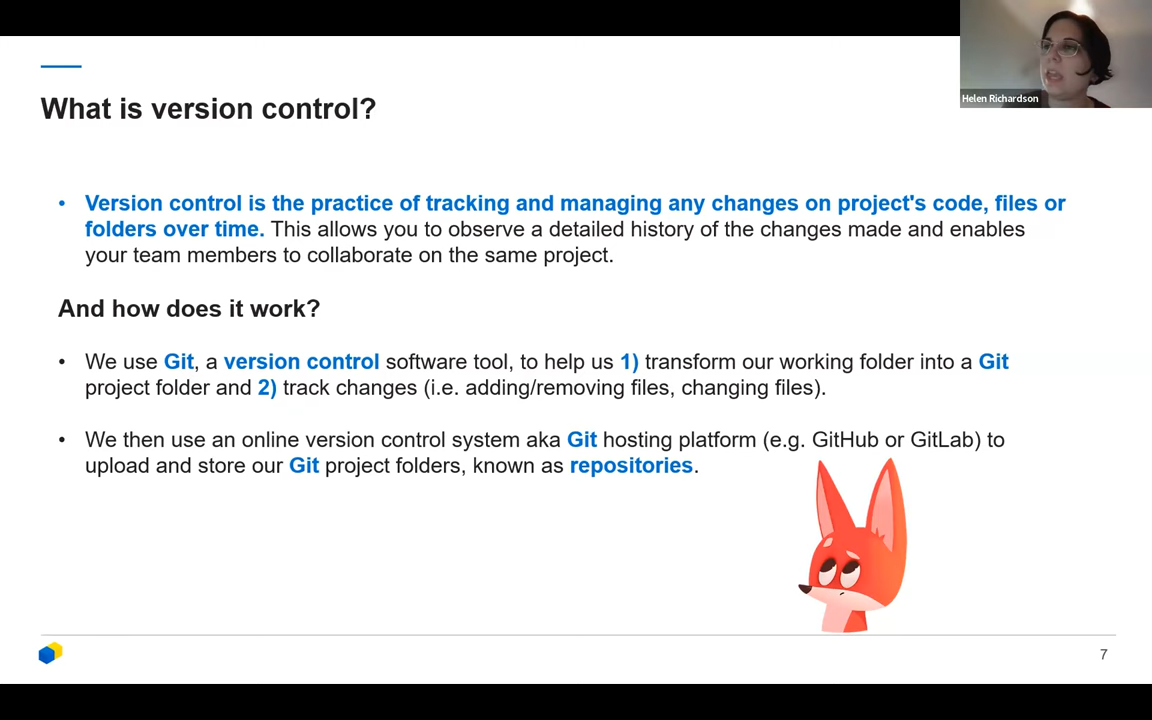 Helen Richardson
What is version control?
• Version control is the practice of tracking and managing any changes on project's code, files or
folders over time. This allows you to observe a detailed history of the changes made and enables
your team members to collaborate on the same project.
And how does it work?
• We use Git, a version control software tool, to help us 1) transform our working folder into a Git
project folder and 2) track changes (i.e. adding/removing files, changing files).
• We then use an online version control system aka Git hosting platform (e.g. GitHub or GitLab) to
upload and store our Git project folders, known as repositories.
7